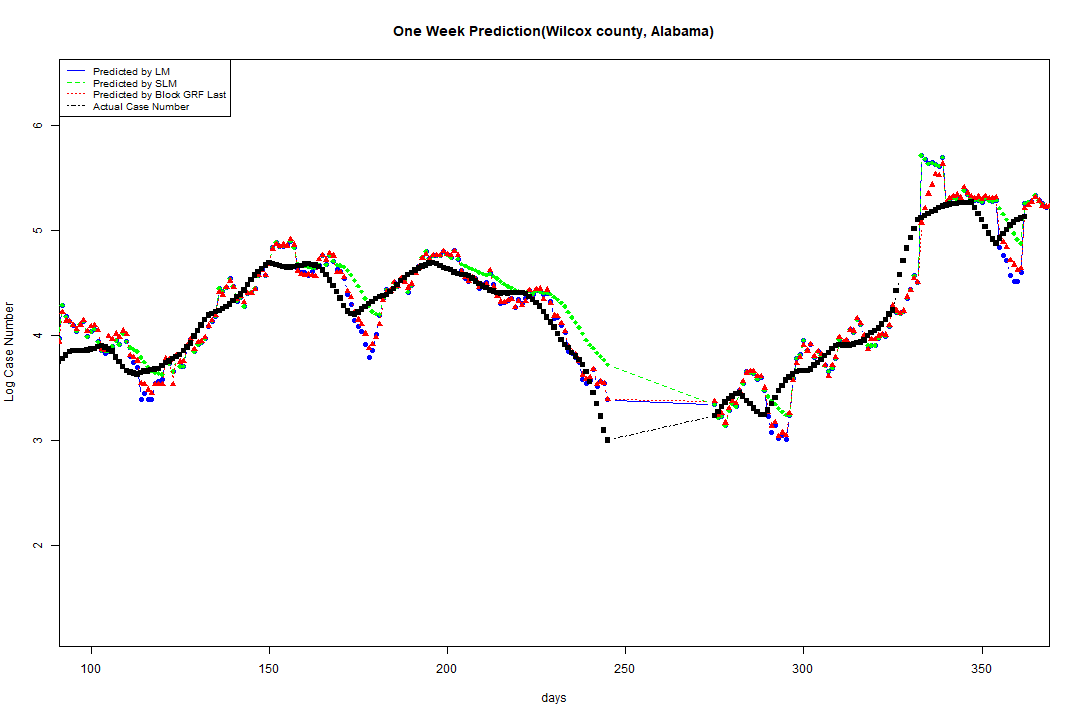 One Week Prediction(Wilcox county, Alabama)
Predicted by LM
Predicted by SLM
Predicted by Block GRF Last
Actual Case Number
6
5
4
3
2
Log Case Number
100 150 200 250 300 350
days